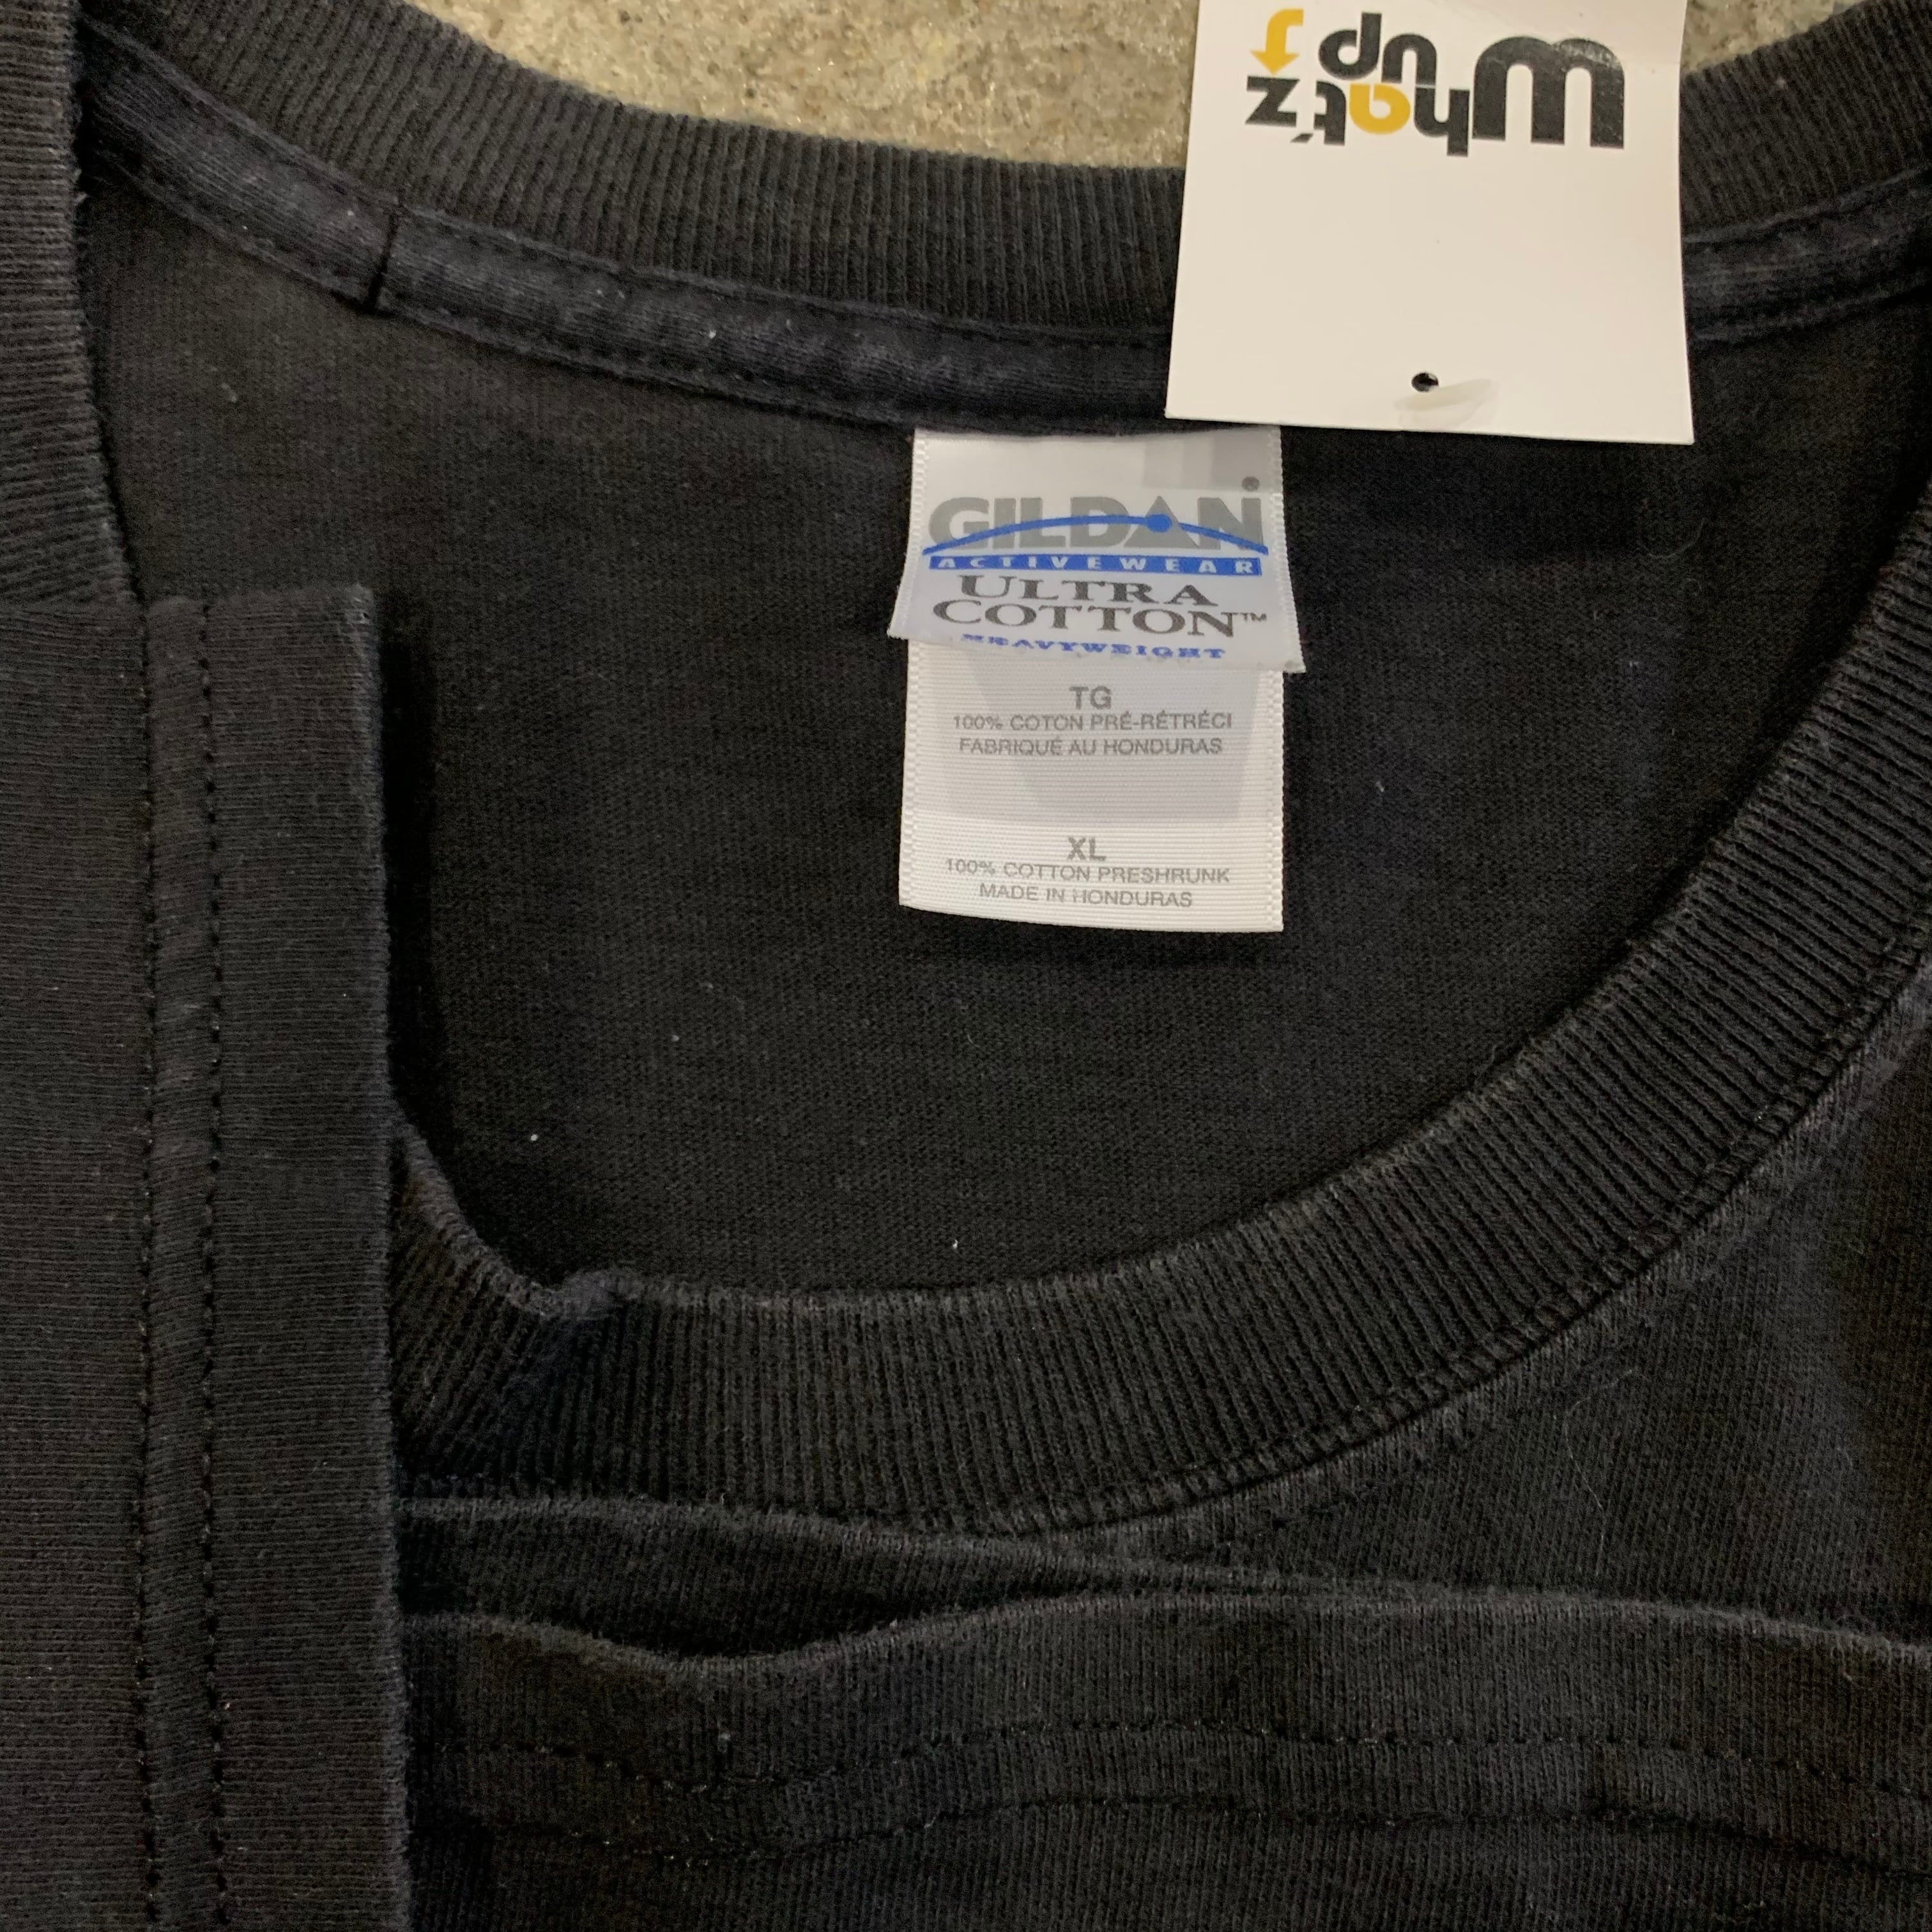 What'z
up
GILDAN®
ACTIVEWEAR
ULTRA
COTTON™
HEAVYWEIGHT
TG
100% COTON PRÉ-RÉTRÉCI
FABRIQUÉ AU HONDURAS
XL
100% COTTON PRESHRUNK
MADE IN HONDURAS